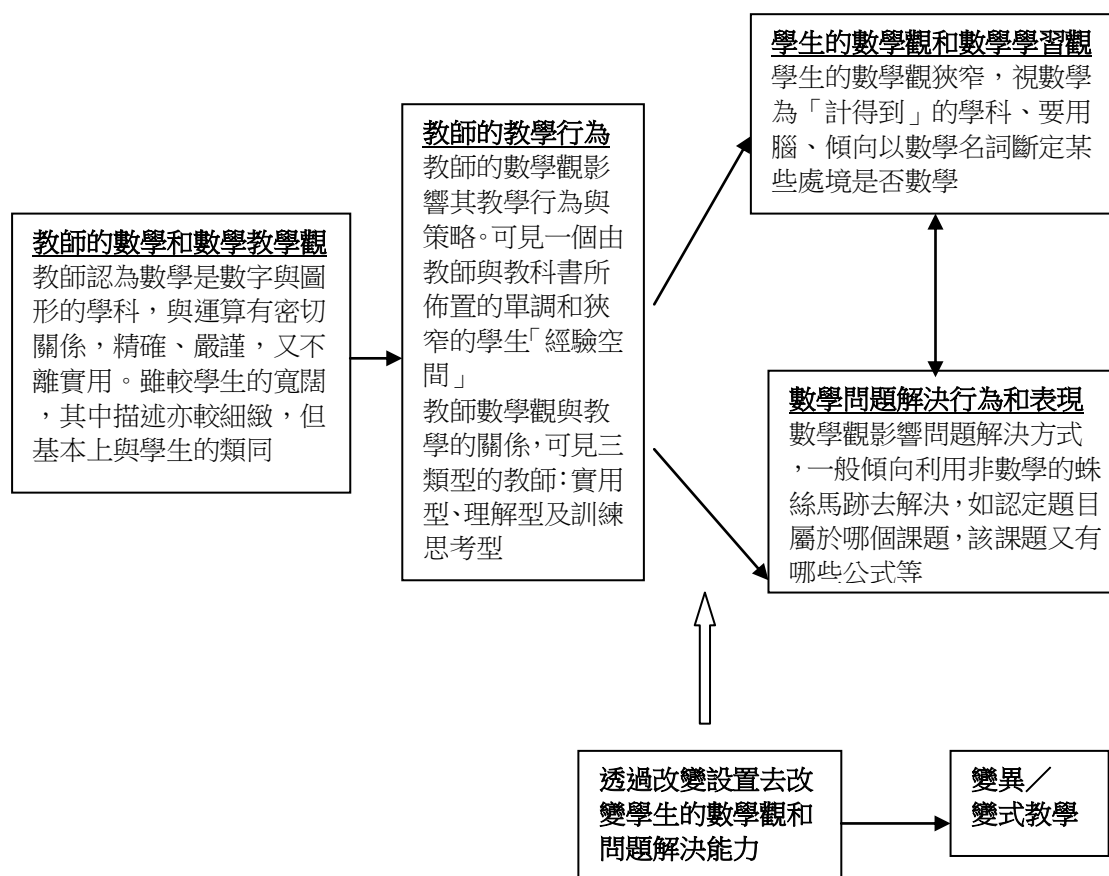 教師的數學和數學教學觀
教師認為數學是數字與圖
形的學科，與運算有密切
關係，精確、嚴謹，又不
離實用。雖較學生的寬闊
，其中描述亦較細緻，但
基本上與學生的類同
教師的教學行為
教師的數學觀影
響其教學行為與
策略。可見一個由
教師與教科書所
佈置的單調和狹
窄的學生「經驗空
間」
教師數學觀與教
學的關係，可見三
類型的教師：實用
型、理解型及訓練
思考型
學生的數學觀和數學學習觀
學生的數學觀狹窄，視數學
為「計得到」的學科、要用
腦、傾向以數學名詞斷定某
些處境是否數學
數學問題解決行為和表現
數學觀影響問題解決方式
，一般傾向利用非數學的蛛
絲馬跡去解決，如認定題目
屬於哪個課題，該課題又有
哪些公式等
透過改變設置去改
變學生的數學觀和
問題解決能力
變異／
變式教學